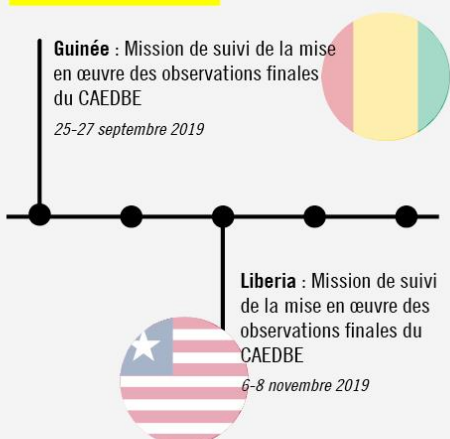 Guinée : Mission de suivi de la mise
en œuvre des observations finales
du CAEDBE
25-27 septembre 2019
Liberia : Mission de suivi
de la mise en œuvre des
observations finales du
CAEDBE
6-8 novembre 2019